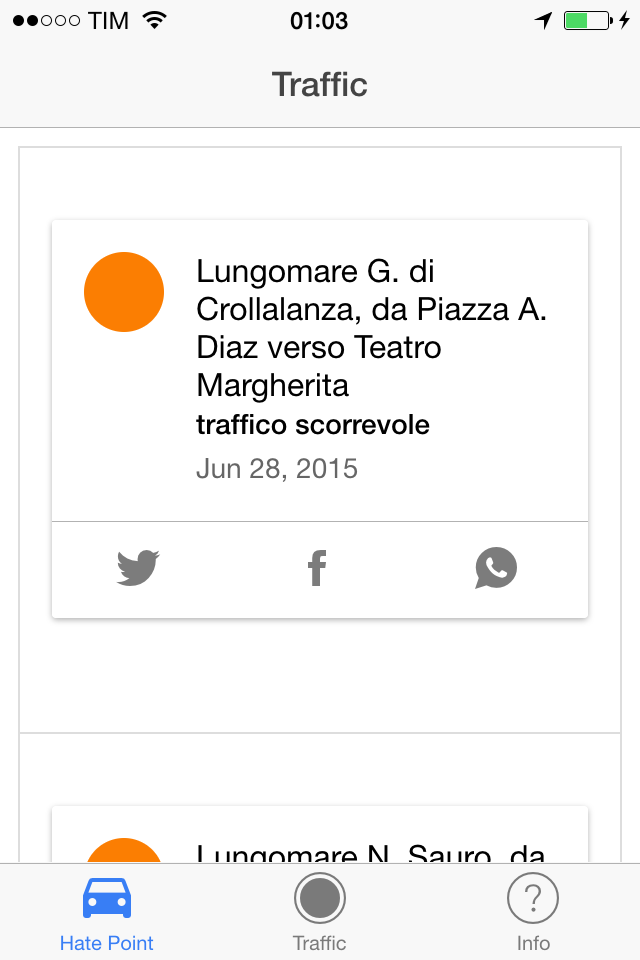 TIM 01:03
Traffic
Lungomare G. di
Crollalanza, da Piazza A.
Diaz verso Teatro
Margherita
traffico scorrevole
Jun 28, 2015
Lungomare N. Sauro, da
Hate Point Traffic Info